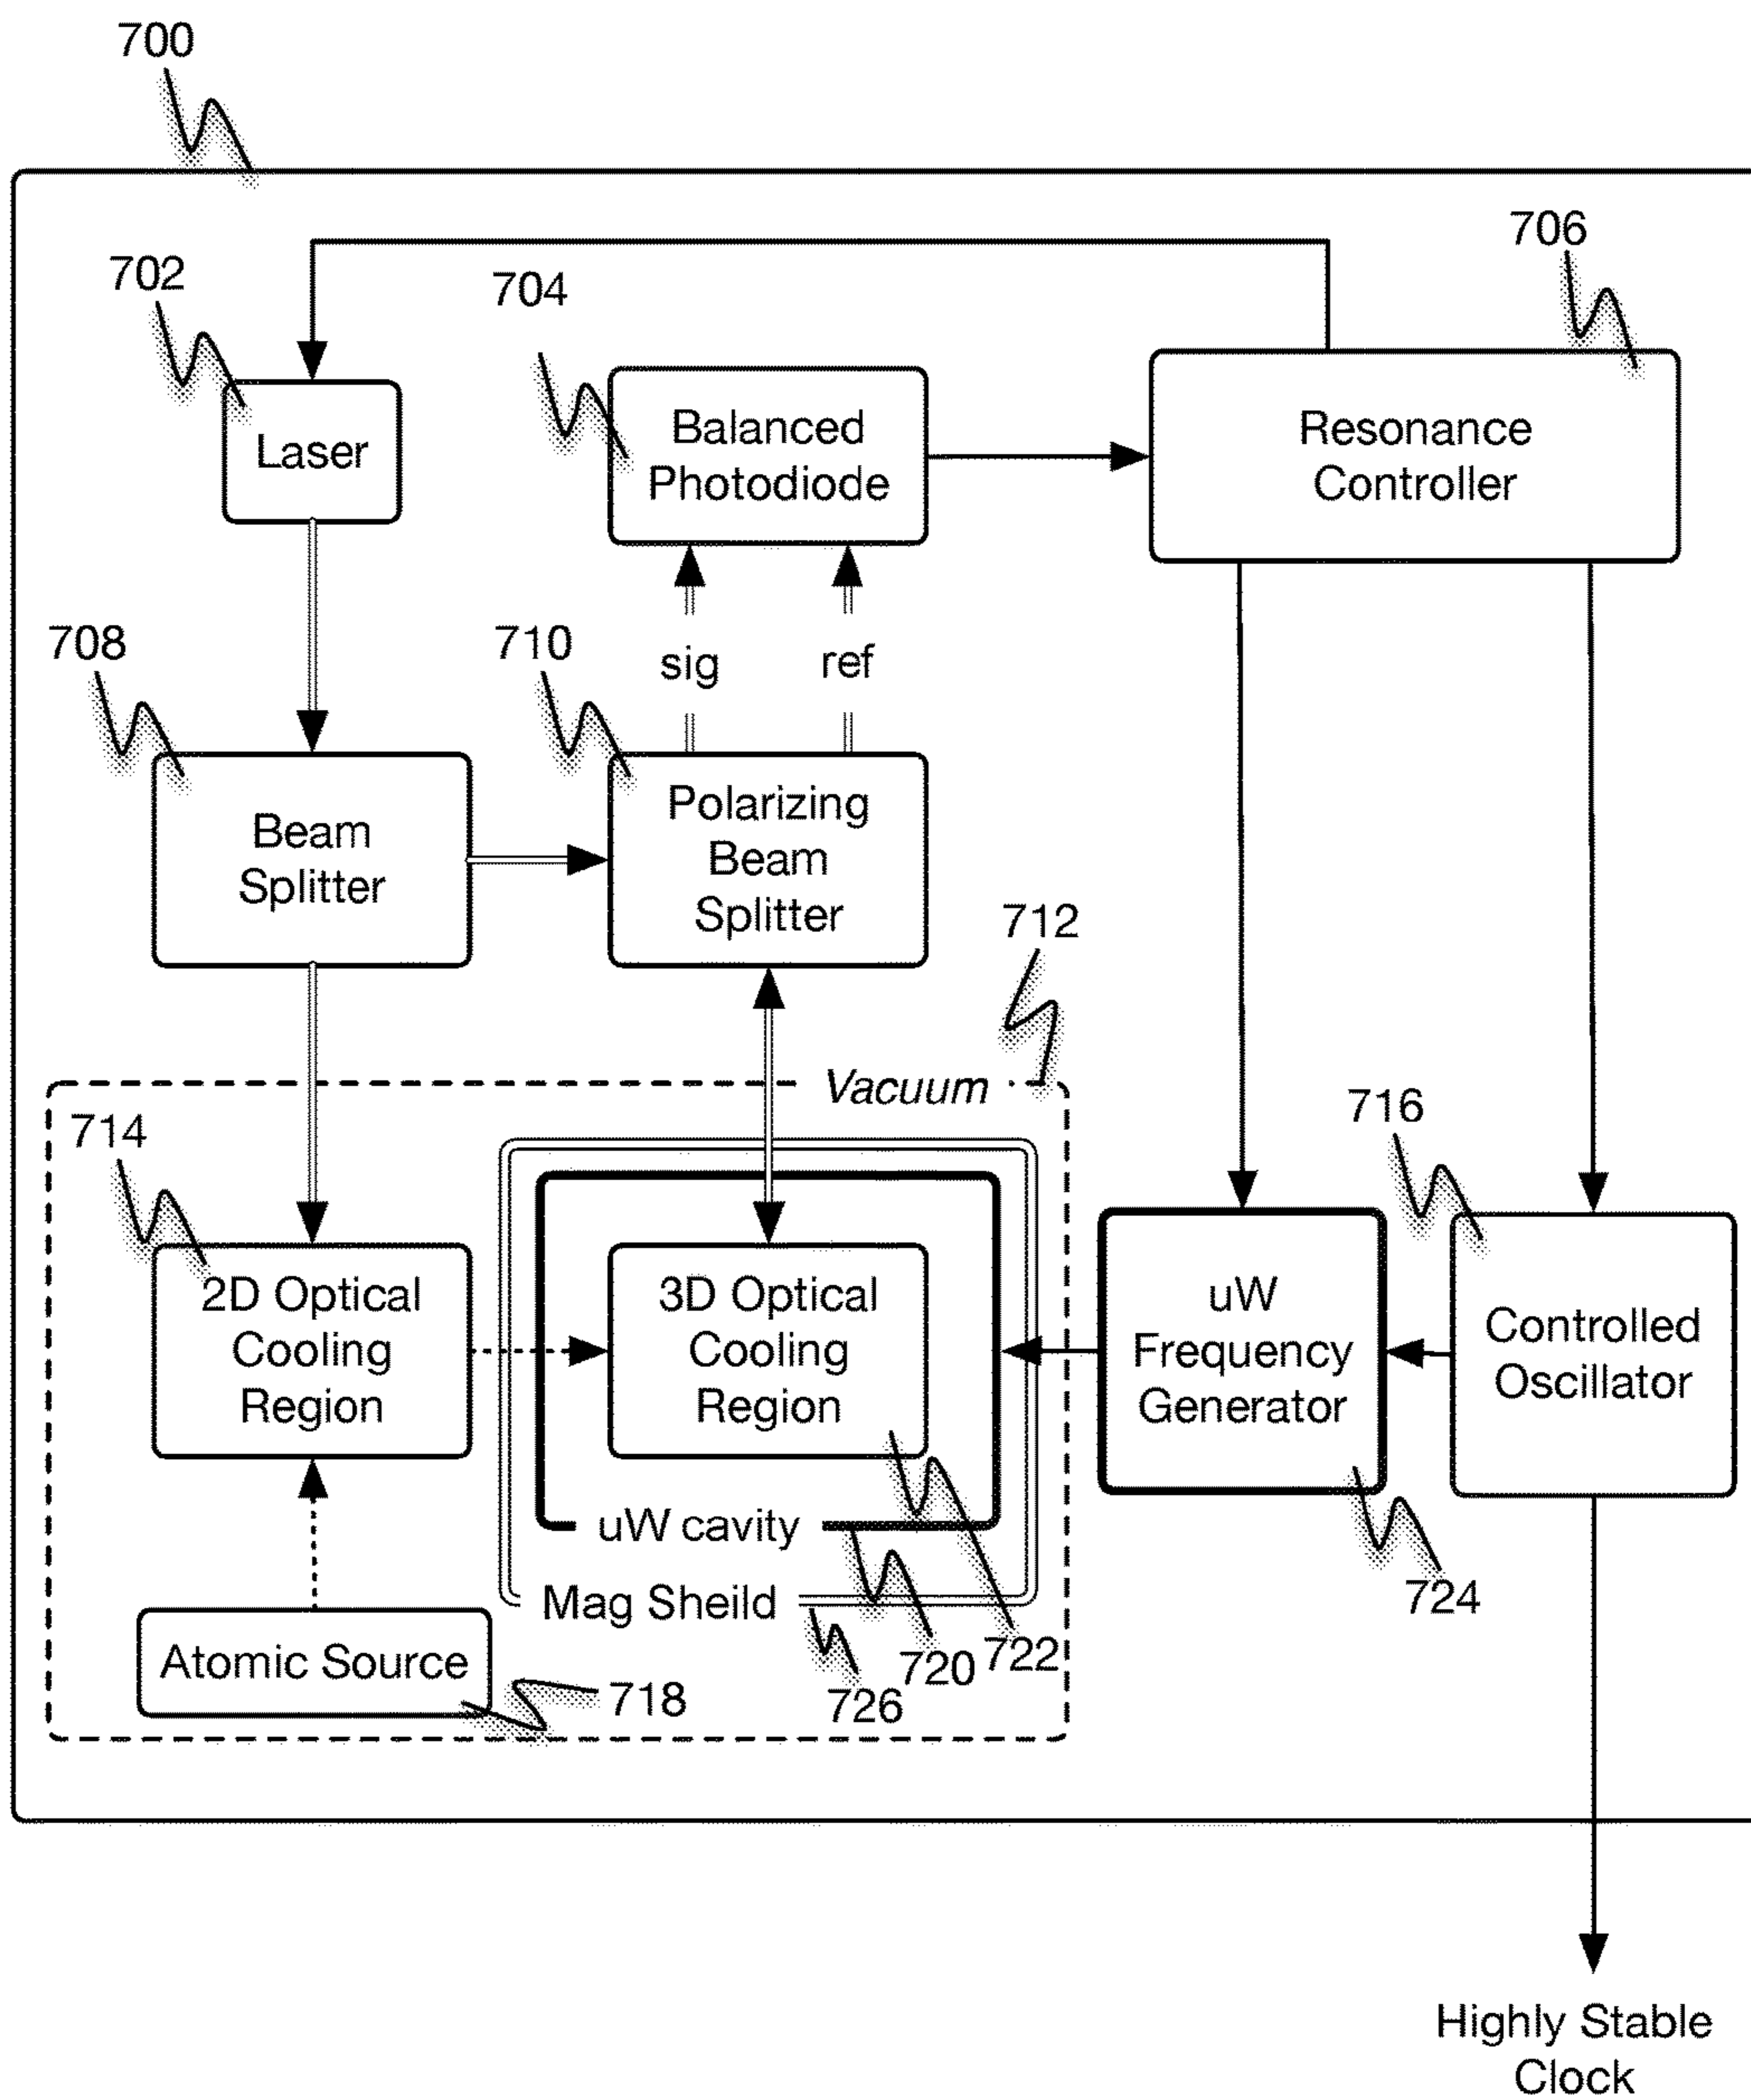 700
706
702
704
Laser
Balanced
Photodiode
Resonance
Controller
708
710
sig
ref
Beam
Splitter
Polarizing
Beam
Splitter
712
Vacuum
714
716
2D Optical
Cooling
Region
3D Optical
Cooling
Region
uW
Frequency
Generator
Controlled
Oscillator
uW cavity
Mag Sheild
724
Atomic Source
718
726
720
722
Highly Stable
Clock